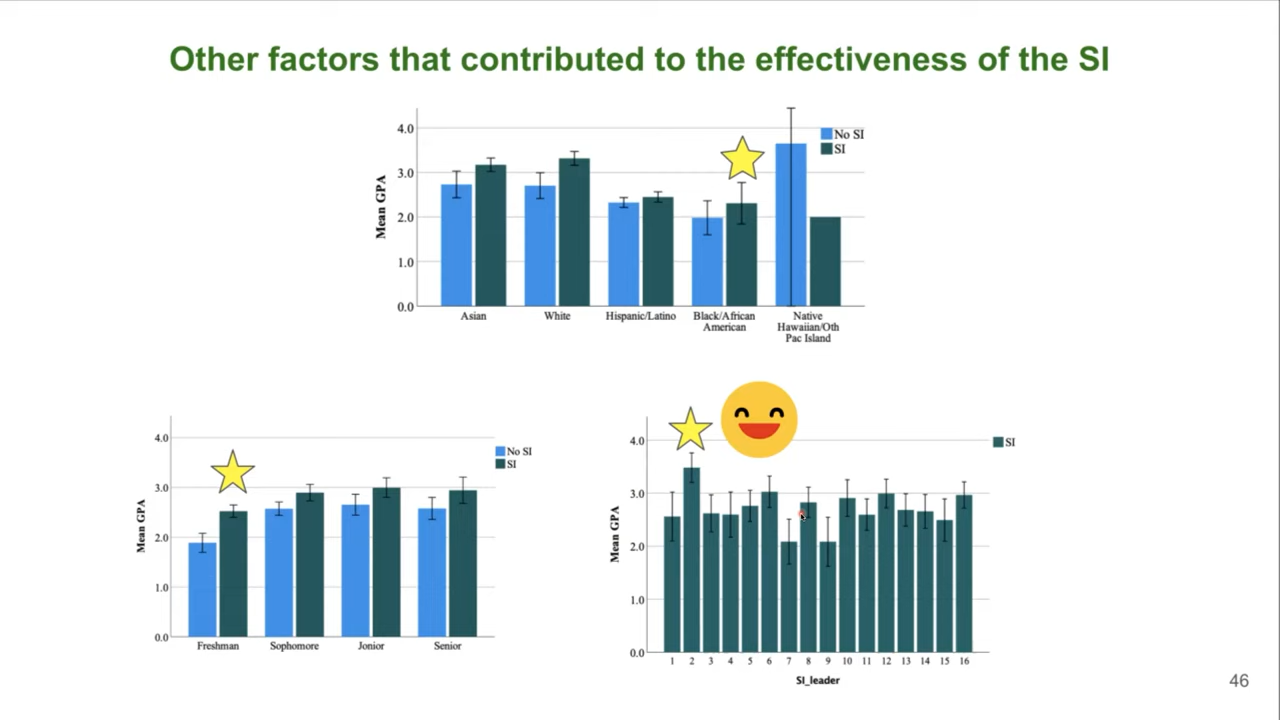 Other factors that contributed to the effectiveness of the SI
Mean GPA
4.0
3.0
2.0
1.0
0.0
No SI
SI
Asian
White
Hispanic/Latino
Black/African
American
Native
Hawaiian/Oth
Pac Island
Mean GPA
4.0
3.0
2.0
1.0
0.0
No SI
SI
Freshman
Sophomore
Jonior
Senior
Mean GPA
4.0
3.0
2.0
1.0
0.0
SI
1 2 3 4 5 6 7 8 9 10 11 12 13 14 15 16
SI_leader
46